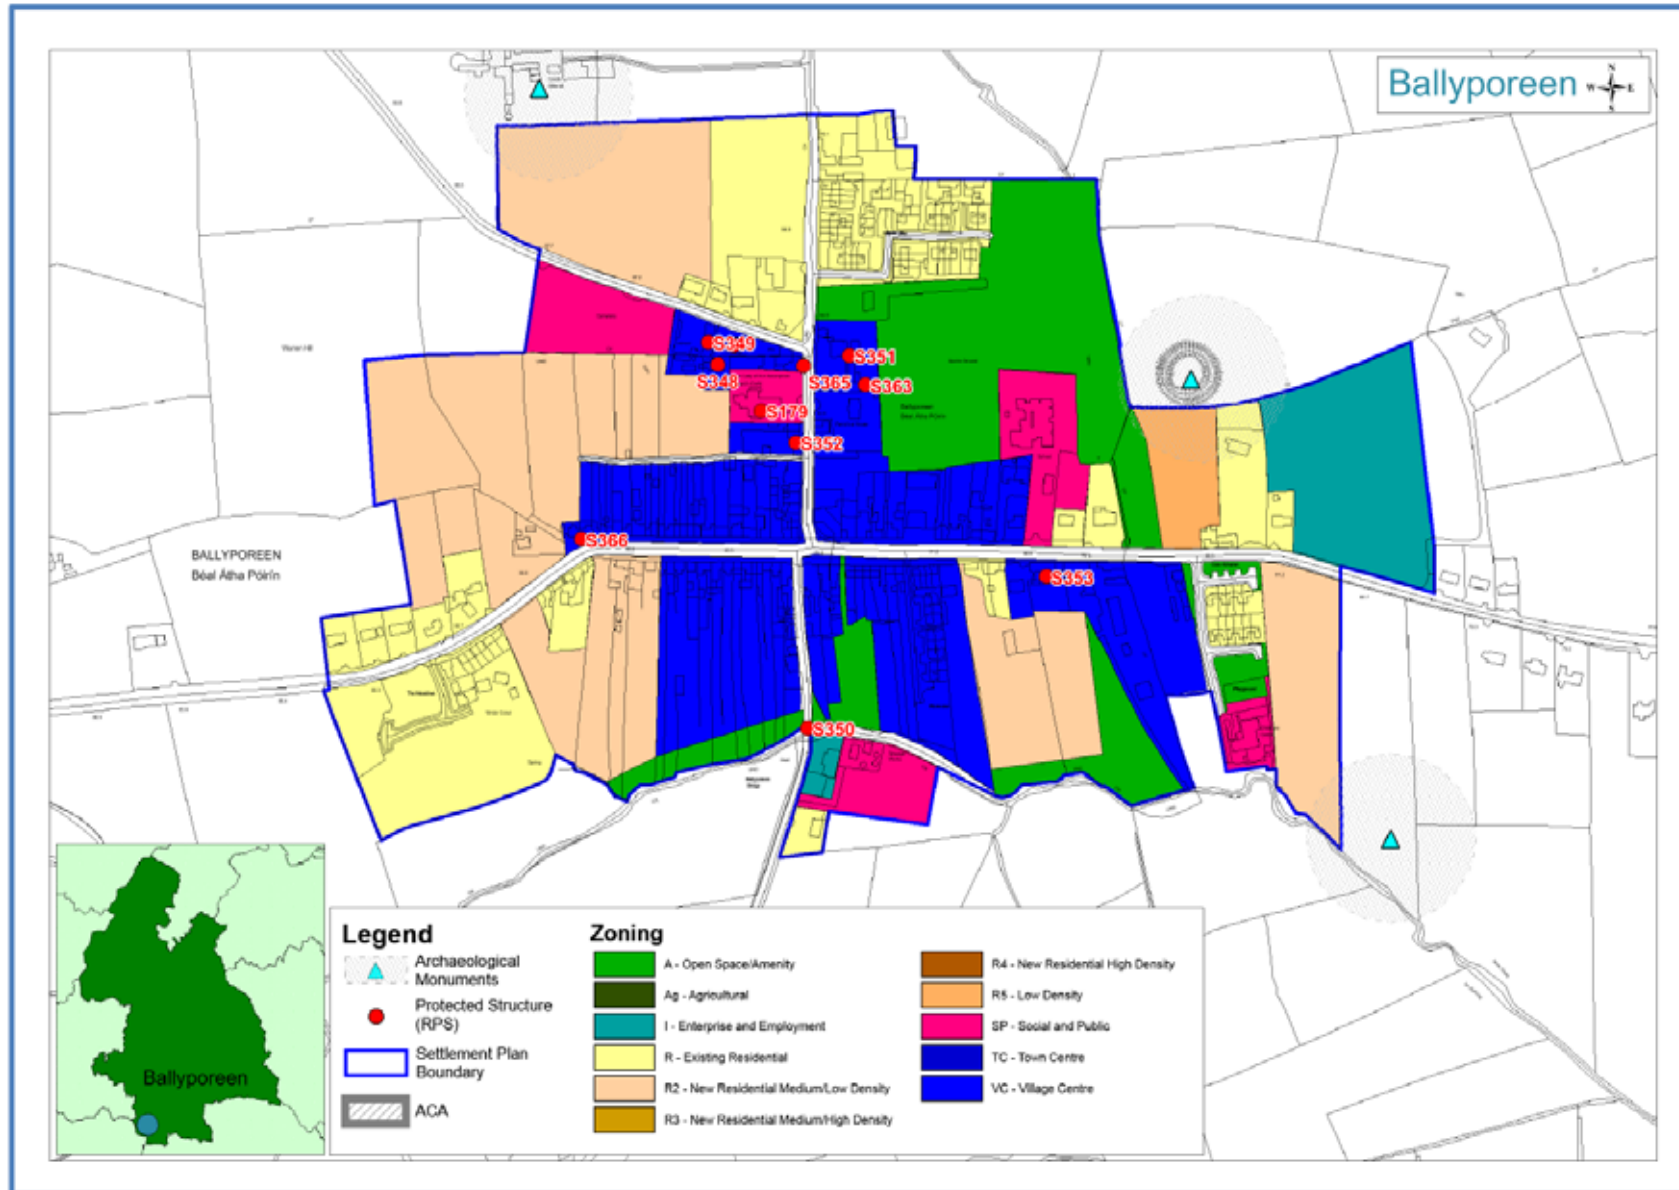 Ballyporeen
N
W E
S
S349
S351
S348
S365
S363
S179
S352
S366
BALLYPOREEN
Béal Átha Póirín
S353
S350
Ballyporeen
Legend
Archaeological
Monuments
Protected Structure
(RPS)
Settlement Plan
Boundary
ACA
Zoning
A - Open Space/Amenity
Ag - Agricultural
I - Enterprise and Employment
R - Existing Residential
R2 - New Residential Medium/Low Density
R3 - New Residential Medium/High Density
R4 - New Residential High Density
R5 - Low Density
SP - Social and Public
TC - Town Centre
VC - Village Centre